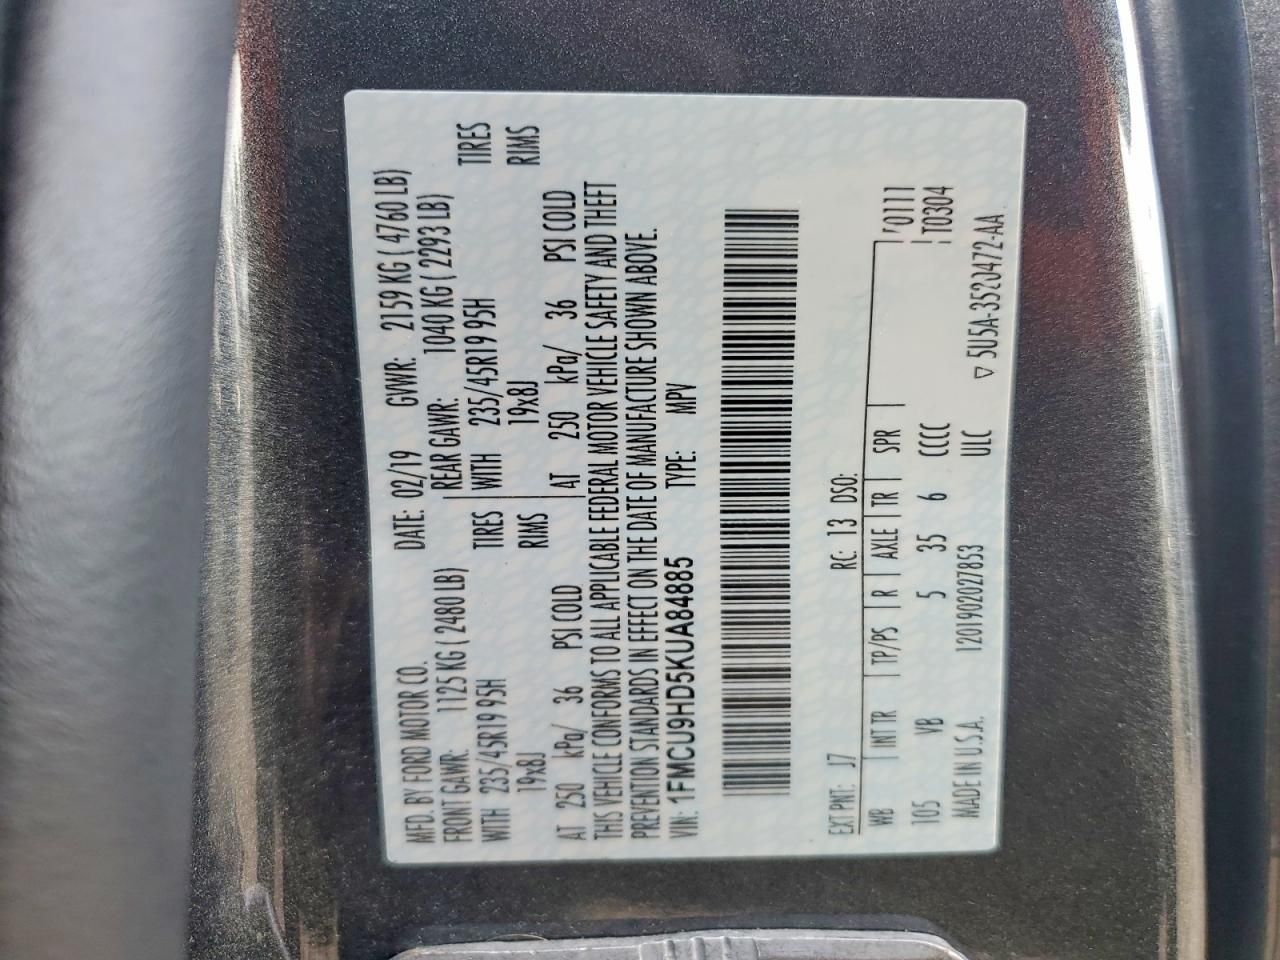 MFD. BY FORD MOTOR CO.
DATE: 02/19 GVWR: 2159 KG ( 4760 LB)
FRONT GAWR: 1125 KG ( 2480 LB)
REAR GAWR: 1040 KG ( 2293 LB)
WITH 235/45R19 95H TIRES
WITH 235/45R19 95H TIRES
19x8J RIMS
19x8J RIMS
AT 250 kPa/ 36 PSI COLD
AT 250 kPa/ 36 PSI COLD
THIS VEHICLE CONFORMS TO ALL APPLICABLE FEDERAL MOTOR VEHICLE SAFETY AND THEFT
PREVENTION STANDARDS IN EFFECT ON THE DATE OF MANUFACTURE SHOWN ABOVE.
VIN: 1FMCU9HD5KUA84885 TYPE: MPV
EXT PNT: J7 RC: 13 DSO:
WB | INT TR | TP/PS | R | AXLE | TR | SPR
105 VB 5 35 6 CCCC
T0304
MADE IN U.S.A. 1201902027853 ULC
▽ 5U5A-3520472-AA